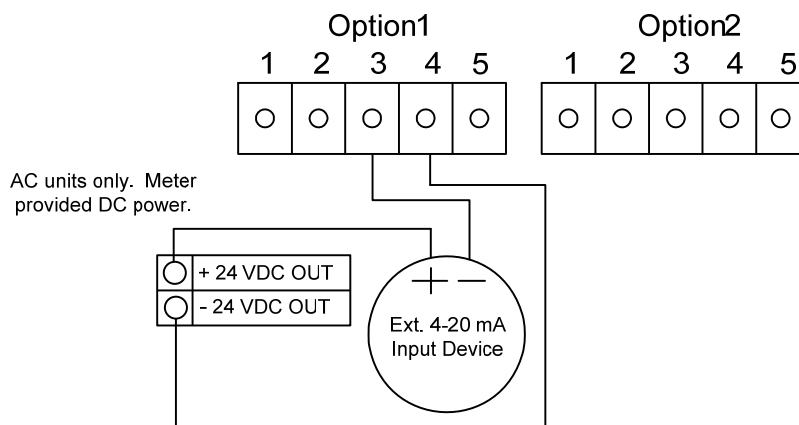 Option1 Option2
1 2 3 4 5 1 2 3 4 5
AC units only. Meter
provided DC power.
+ 24 VDC OUT
- 24 VDC OUT
+ −
Ext. 4-20 mA
Input Device